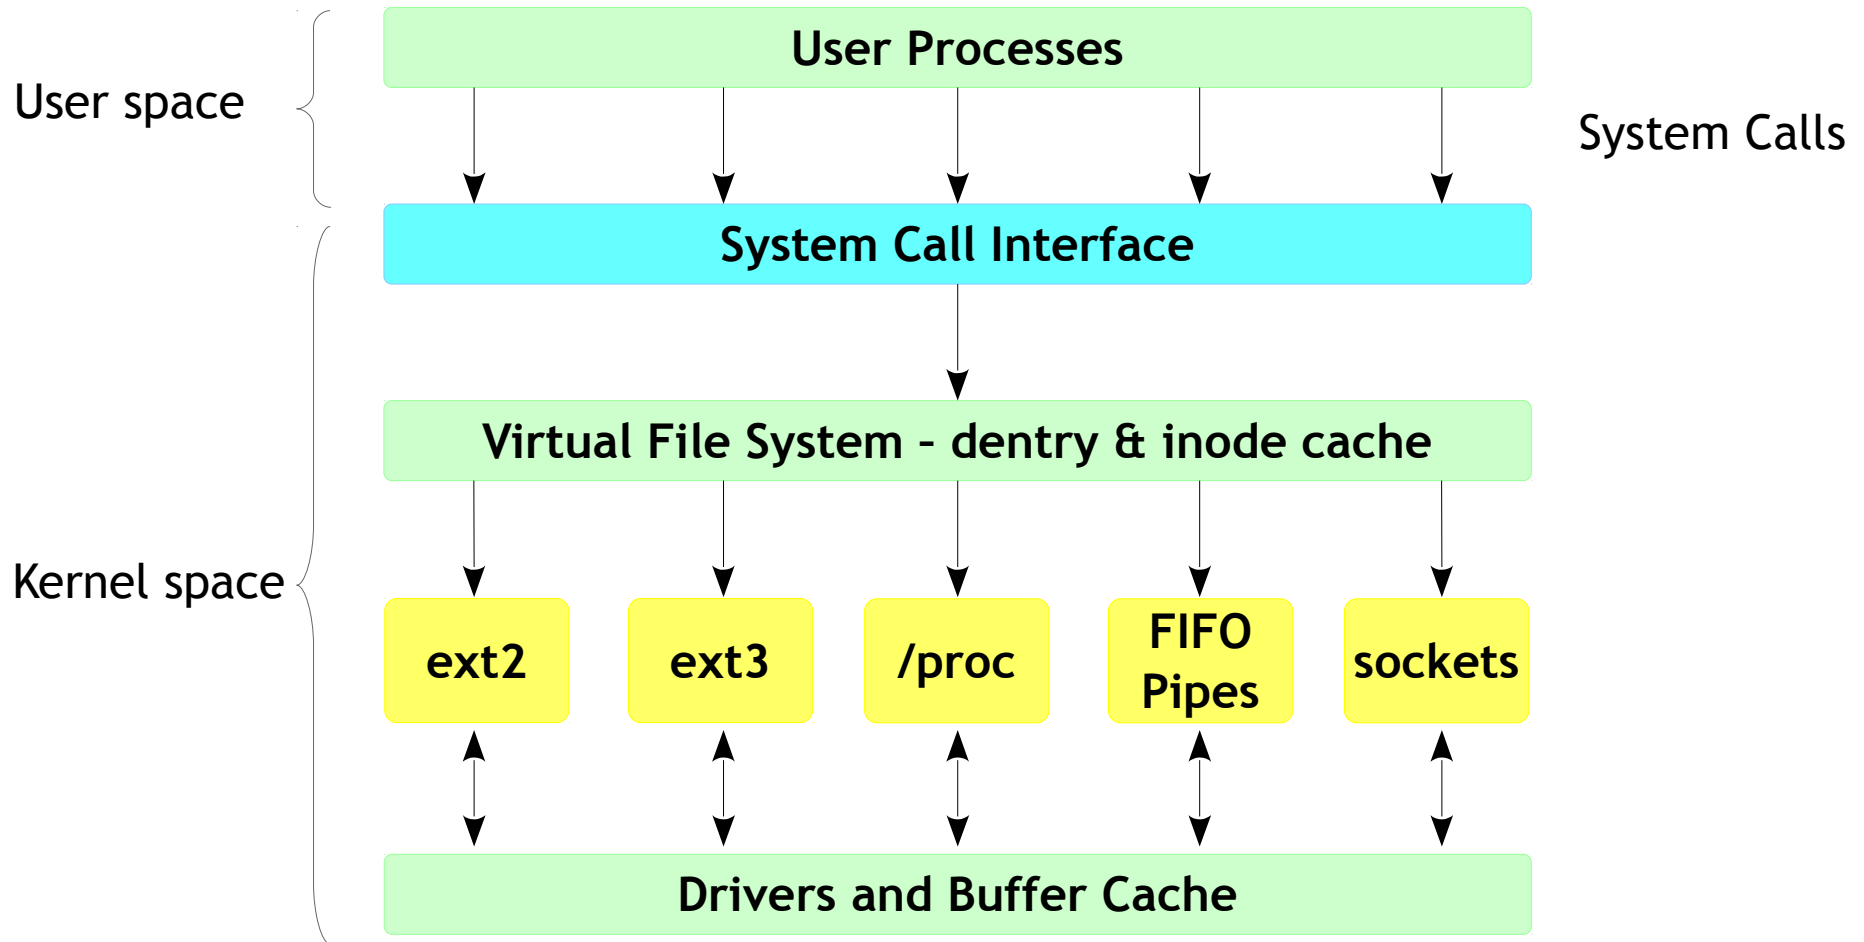 User Processes
User space
System Calls
System Call Interface
Virtual File System – dentry & inode cache
Kernel space
ext2
ext3
/proc
FIFO
Pipes
sockets
Drivers and Buffer Cache